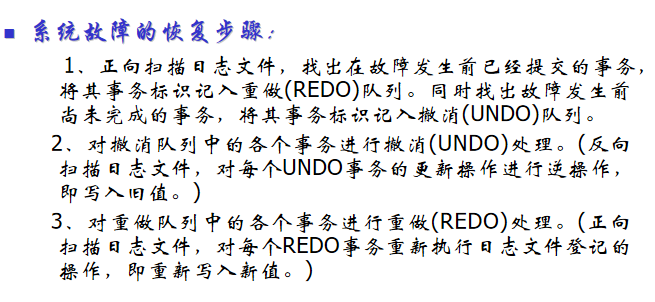 系统故障的恢复步骤：
1、正向扫描日志文件，找出在故障发生前已经提交的事务，
将其事务标识记入重做(REDO)队列。同时找出故障发生前
尚未完成的事务，将其事务标识记入撤消(UNDO)队列。
2、对撤消队列中的各个事务进行撤消(UNDO)处理。(反向
扫描日志文件，对每个UNDO事务的更新操作进行逆操作，
即写入旧值。)
3、对重做队列中的各个事务进行重做(REDO)处理。(正向
扫描日志文件，对每个REDO事务重新执行日志文件登记的
操作，即重新写入新值。)